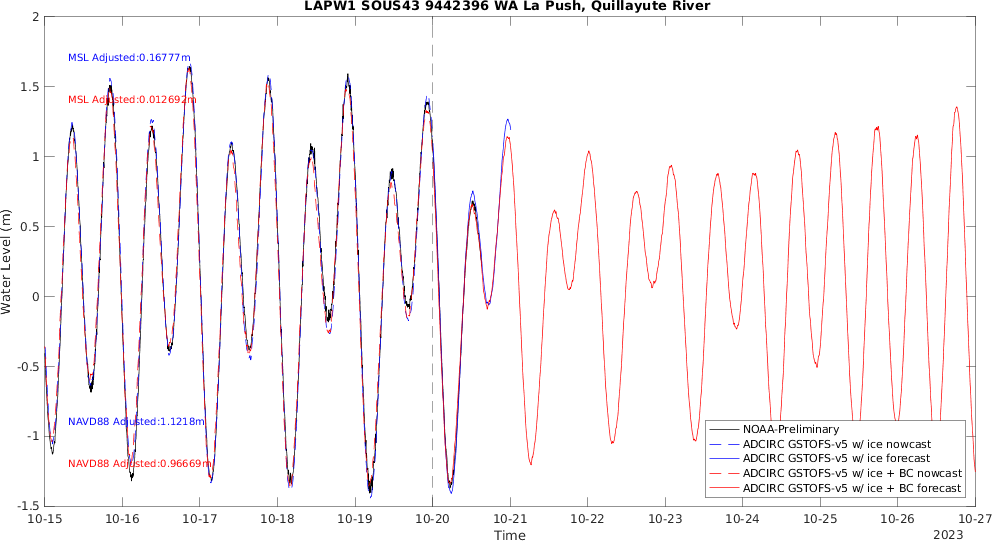 LAPW1 SOUS43 9442396 WA La Push, Quillayute River
2
MSL Adjusted:0.16777m
1.5
MSL Adjusted:0.012692m
1
0.5
Water Level (m)
0
-0.5
NAVD88 Adjusted:1.1218m
-1
NAVD88 Adjusted:0.96669m
-1.5
NOAA-Preliminary
ADCIRC GSTOFS-v5 w/ ice nowcast
ADCIRC GSTOFS-v5 w/ ice forecast
ADCIRC GSTOFS-v5 w/ ice + BC nowcast
ADCIRC GSTOFS-v5 w/ ice + BC forecast
10-15 10-16 10-17 10-18 10-19 10-20 10-21 10-22 10-23 10-24 10-25 10-26 10-27
Time
2023